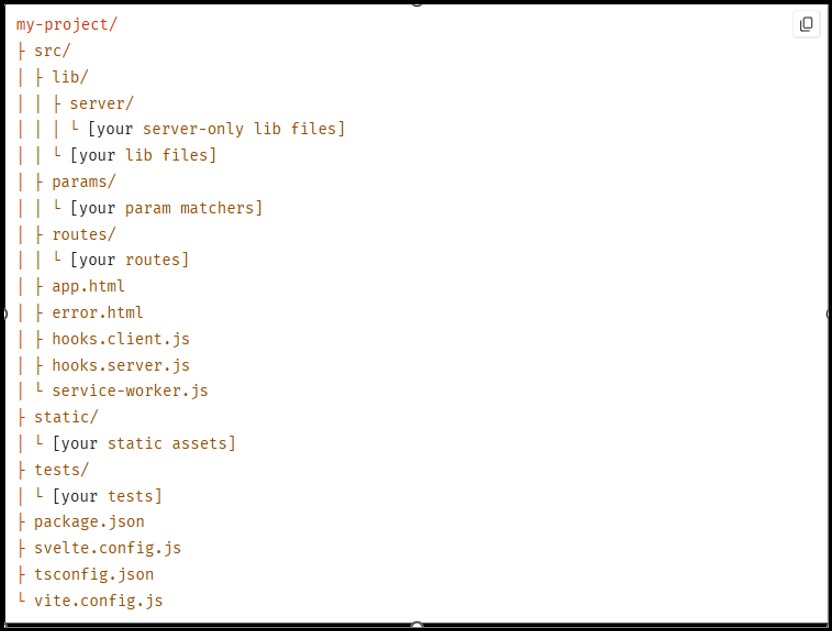 my-project/
├ src/
│ ├ lib/
│ │ ├ server/
│ │ │ └ [your server-only lib files]
│ │ └ [your lib files]
│ ├ params/
│ │ └ [your param matchers]
│ ├ routes/
│ │ └ [your routes]
│ ├ app.html
│ ├ error.html
│ ├ hooks.client.js
│ ├ hooks.server.js
│ └ service-worker.js
├ static/
│ └ [your static assets]
├ tests/
│ └ [your tests]
├ package.json
├ svelte.config.js
├ tsconfig.json
└ vite.config.js